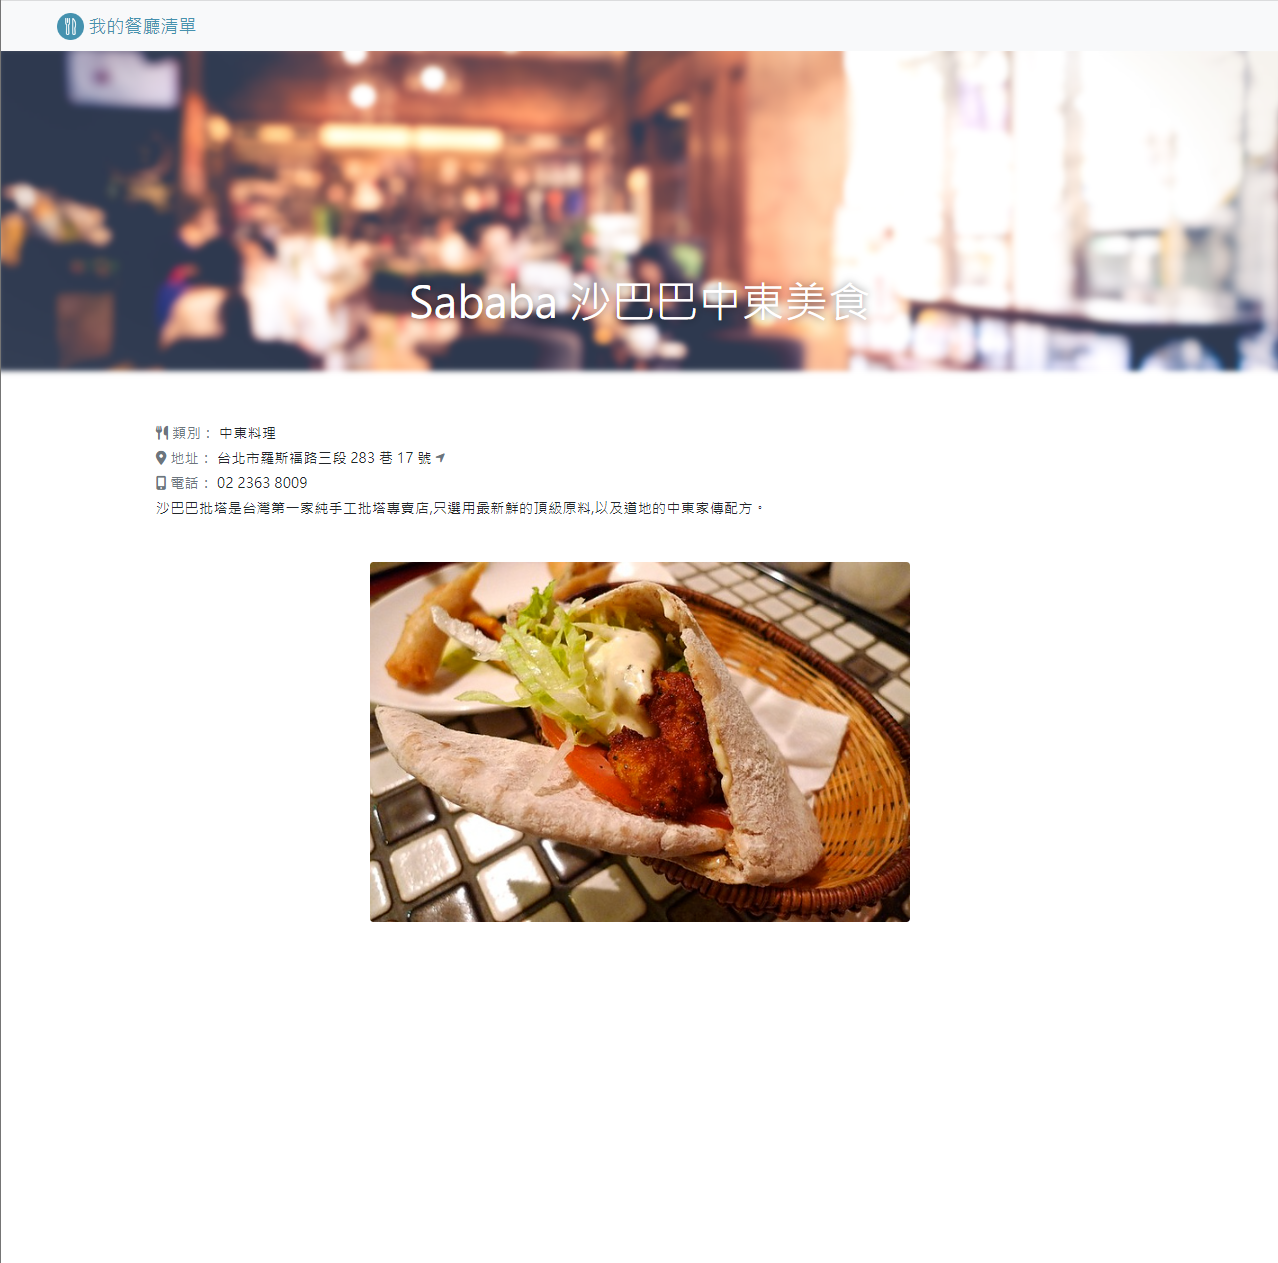 我的餐廳清單
Sababa 沙巴巴中東美食
類別： 中東料理
地址： 台北市羅斯福路三段 283 巷 17 號
電話： 02 2363 8009
沙巴巴批塔是台灣第一家純手工批塔專賣店,只選用最新鮮的頂級原料,以及道地的中東家傳配方。